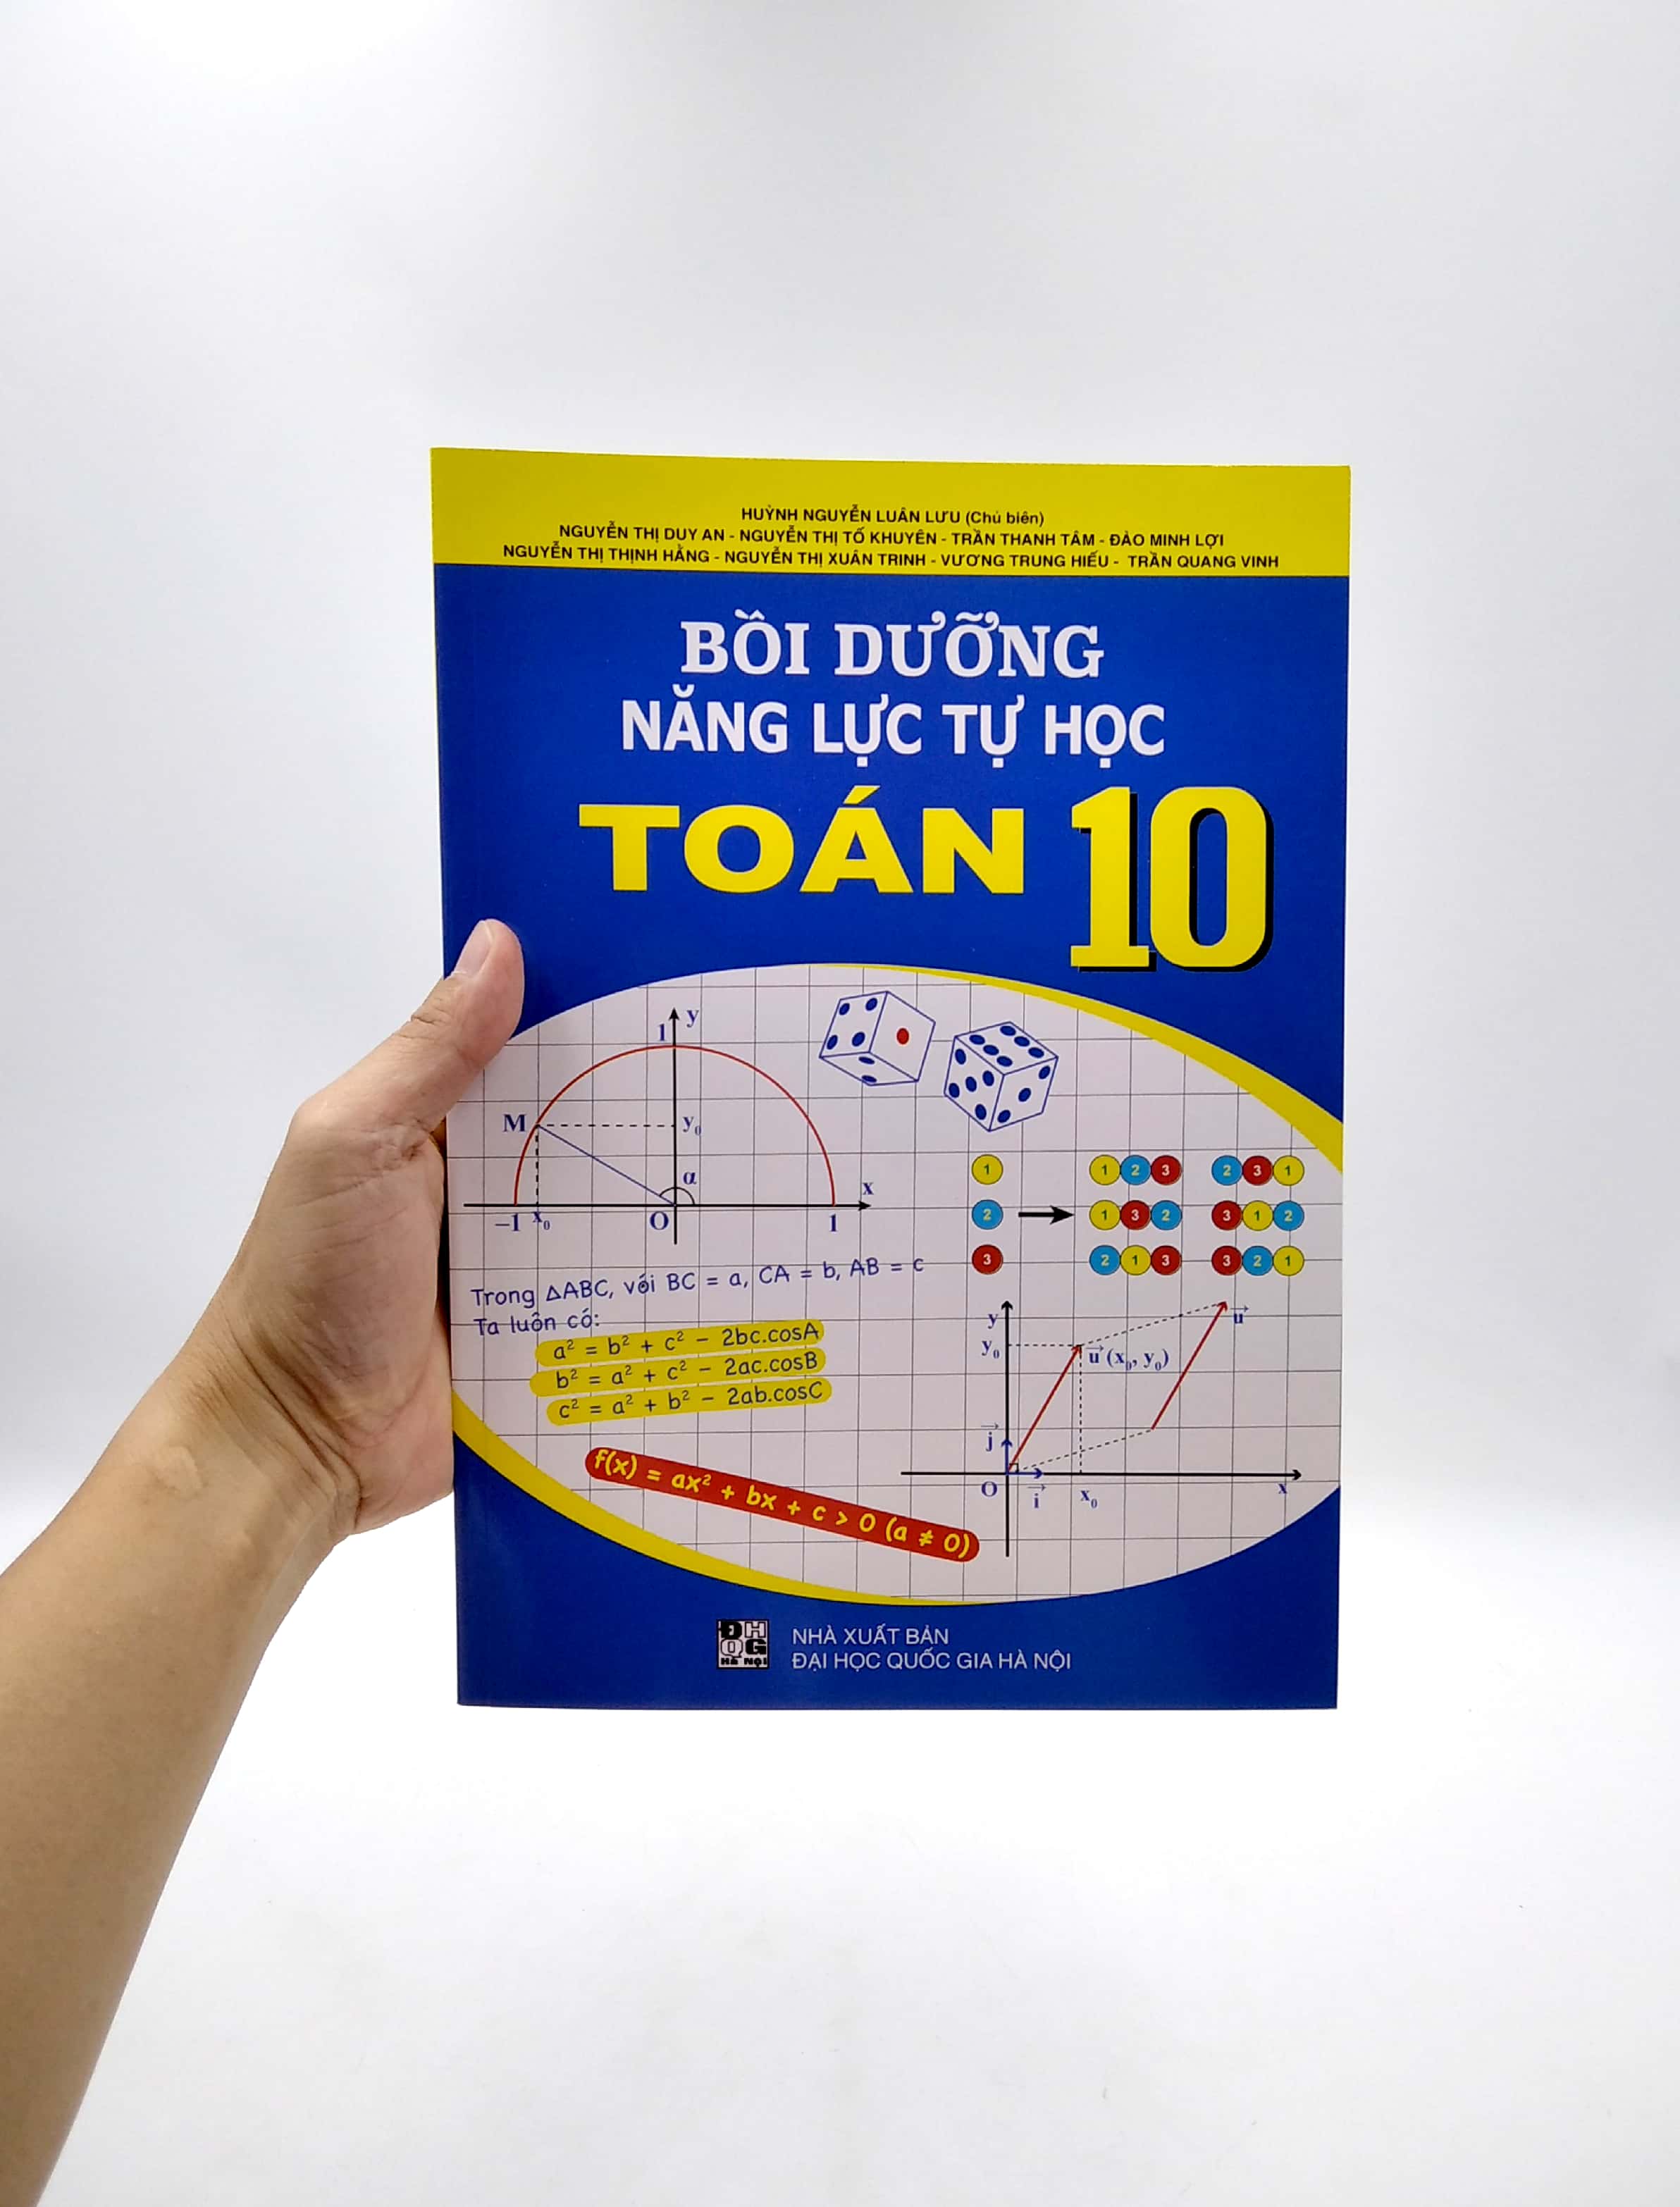 HUỲNH NGUYỄN LUÂN LƯU (Chủ biên)
NGUYỄN THỊ DUY AN - NGUYỄN THỊ TỐ KHUYÊN - TRẦN THANH TÂM - ĐÀO MINH LỢI
NGUYỄN THỊ THỊNH HẰNG - NGUYỄN THỊ XUÂN TRINH - VƯƠNG TRUNG HIẾU - TRẦN QUANG VINH
BỒI DƯỠNG
NĂNG LỰC TỰ HỌC
TOÁN 10
1 y
M y₀
α
x
–1 x₀ O 1
1 1 2 3 2 3 1
2 1 3 2 3 1 2
3 2 1 3 3 2 1
Trong ΔABC, với BC = a, CA = b, AB = c
Ta luôn có:
a² = b² + c² – 2bc.cosA
b² = a² + c² – 2ac.cosB
c² = a² + b² – 2ab.cosC
y u⃗
y₀ u⃗ (x₀, y₀)
j⃗
O i⃗ x₀ x
f(x) = ax² + bx + c > 0 (a ≠ 0)
ĐH
QG
HÀ NỘI
NHÀ XUẤT BẢN
ĐẠI HỌC QUỐC GIA HÀ NỘI